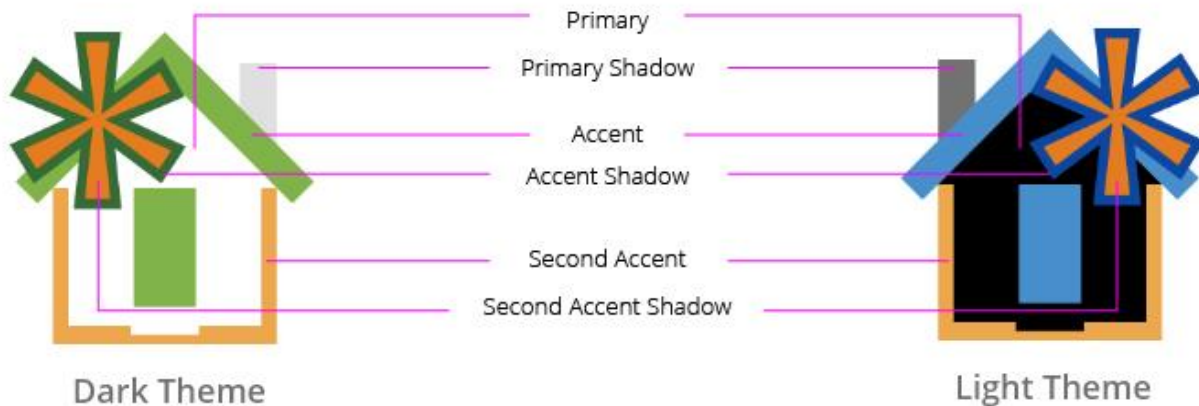 Primary
Primary Shadow
Accent
Accent Shadow
Second Accent
Second Accent Shadow
Dark Theme
Light Theme